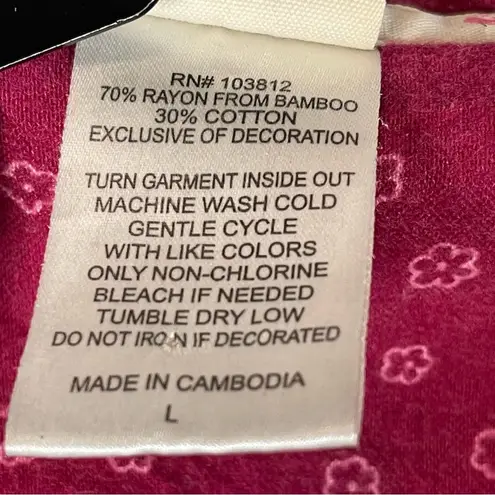 RN# 103812
70% RAYON FROM BAMBOO
30% COTTON
EXCLUSIVE OF DECORATION
TURN GARMENT INSIDE OUT
MACHINE WASH COLD
GENTLE CYCLE
WITH LIKE COLORS
ONLY NON-CHLORINE
BLEACH IF NEEDED
TUMBLE DRY LOW
DO NOT IRON IF DECORATED
MADE IN CAMBODIA
L